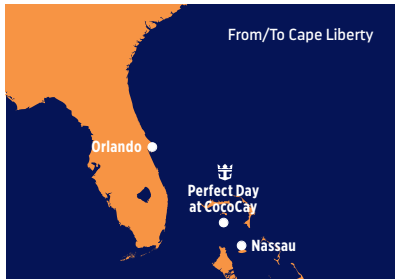 From/To Cape Liberty
Orlando
Perfect Day
at CocoCay
Nassau